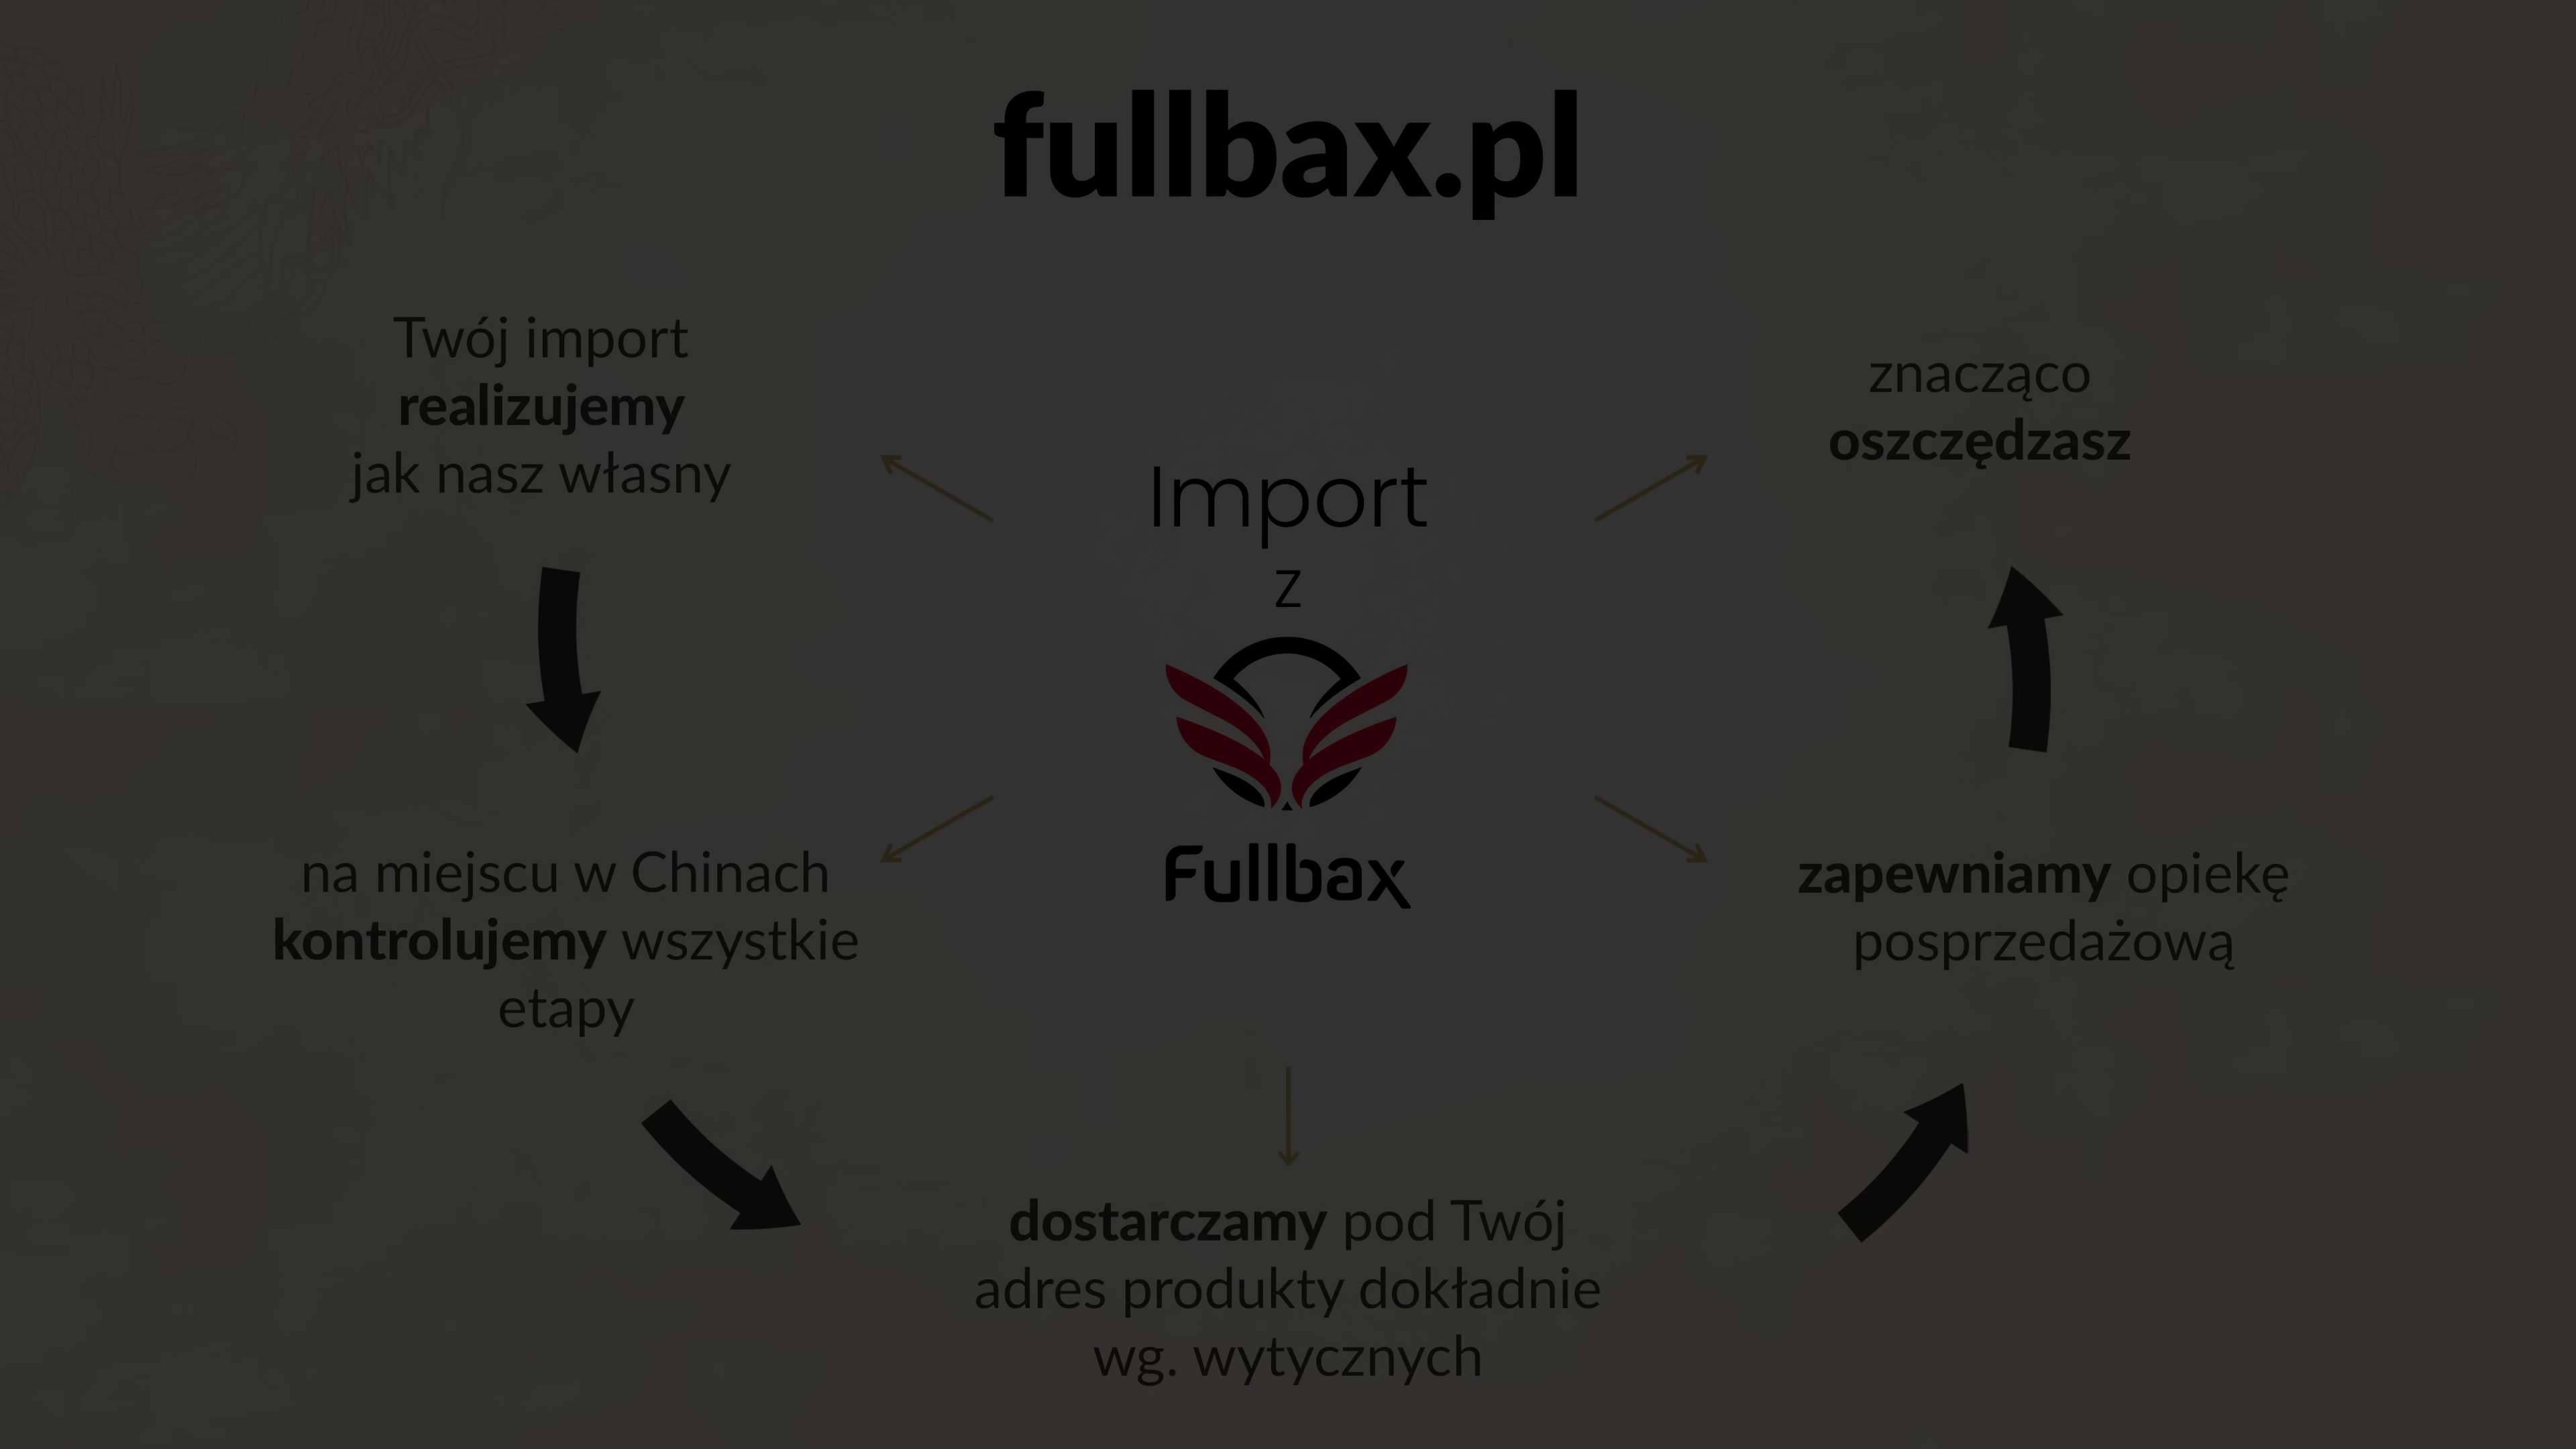 fullbax.pl
Twój import
realizujemy
jak nasz własny
na miejscu w Chinach
kontrolujemy wszystkie
etapy
Import
z
Fullbax
dostarczamy pod Twój
adres produkty dokładnie
wg. wytycznych
zapewniamy opiekę
posprzedażową
znacząco
oszczędzasz